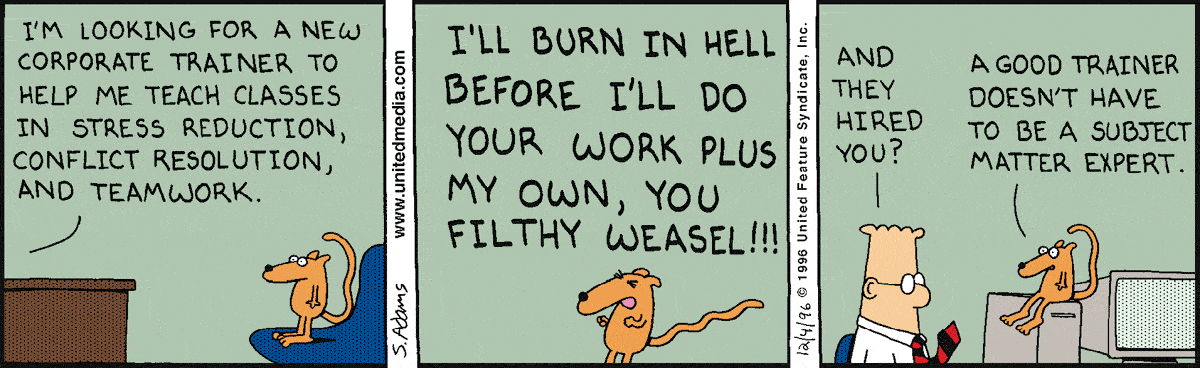 I'M LOOKING FOR A NEW
CORPORATE TRAINER TO
HELP ME TEACH CLASSES
IN STRESS REDUCTION,
CONFLICT RESOLUTION,
AND TEAMWORK.
www.unitedmedia.com
S. Adams
I'LL BURN IN HELL
BEFORE I'LL DO
YOUR WORK PLUS
MY OWN, YOU
FILTHY WEASEL!!!
12/4/96 © 1996 United Feature Syndicate, Inc.
AND
THEY
HIRED
YOU?
A GOOD TRAINER
DOESN'T HAVE
TO BE A SUBJECT
MATTER EXPERT.